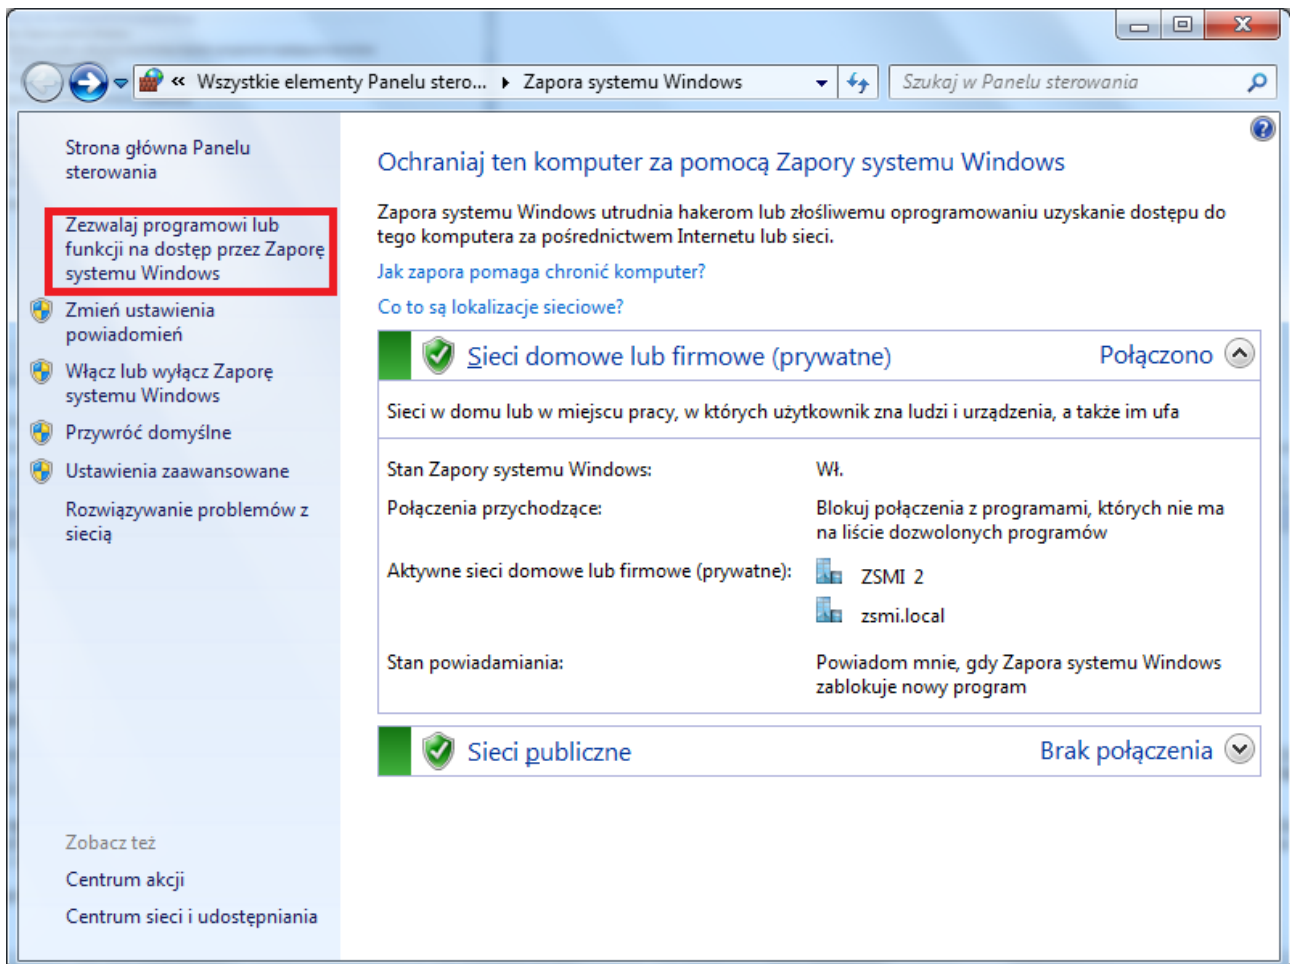 « Wszystkie elementy Panelu stero... ▸ Zapora systemu Windows
Szukaj w Panelu sterowania
Strona główna Panelu
sterowania
Zezwalaj programowi lub
funkcji na dostęp przez Zaporę
systemu Windows
Zmień ustawienia
powiadomień
Włącz lub wyłącz Zaporę
systemu Windows
Przywróć domyślne
Ustawienia zaawansowane
Rozwiązywanie problemów z
siecią
Zobacz też
Centrum akcji
Centrum sieci i udostępniania
Ochraniaj ten komputer za pomocą Zapory systemu Windows
Zapora systemu Windows utrudnia hakerom lub złośliwemu oprogramowaniu uzyskanie dostępu do
tego komputera za pośrednictwem Internetu lub sieci.
Jak zapora pomaga chronić komputer?
Co to są lokalizacje sieciowe?
Sieci domowe lub firmowe (prywatne) Połączono
Sieci w domu lub w miejscu pracy, w których użytkownik zna ludzi i urządzenia, a także im ufa
Stan Zapory systemu Windows: Wł.
Połączenia przychodzące: Blokuj połączenia z programami, których nie ma
na liście dozwolonych programów
Aktywne sieci domowe lub firmowe (prywatne): ZSMI 2
zsmi.local
Stan powiadamiania: Powiadom mnie, gdy Zapora systemu Windows
zablokuje nowy program
Sieci publiczne Brak połączenia